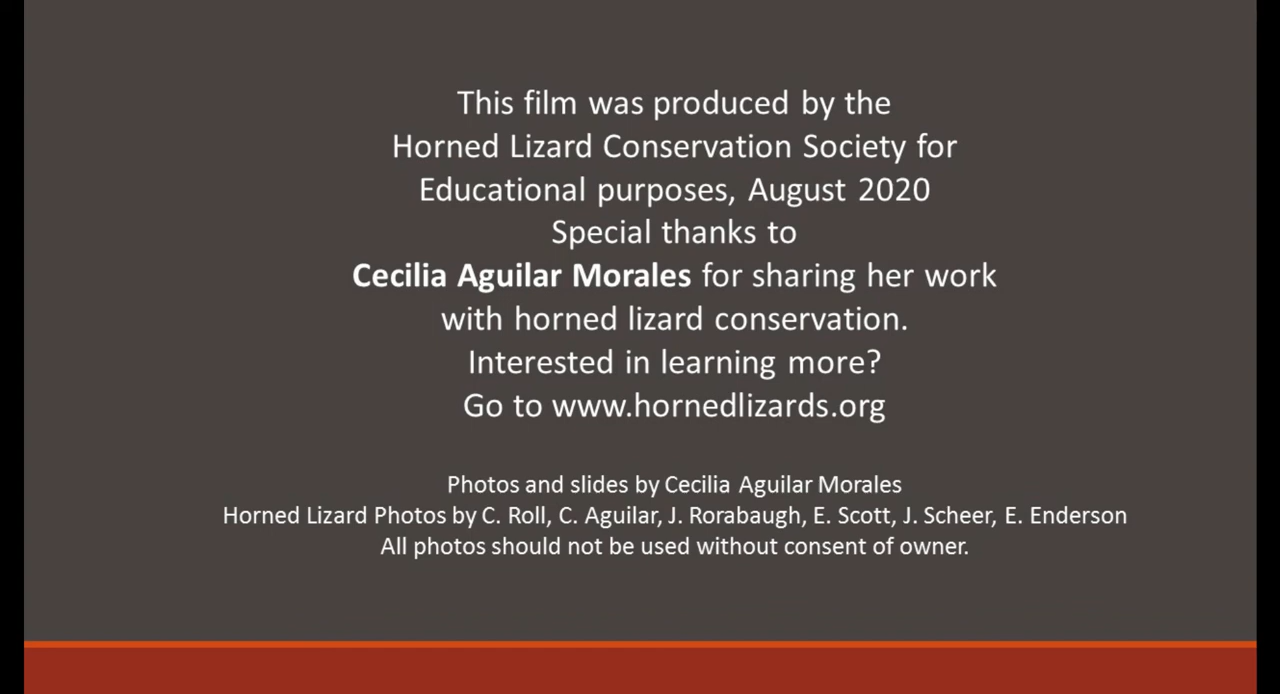 This film was produced by the
Horned Lizard Conservation Society for
Educational purposes, August 2020
Special thanks to
Cecilia Aguilar Morales for sharing her work
with horned lizard conservation.
Interested in learning more?
Go to www.hornedlizards.org
Photos and slides by Cecilia Aguilar Morales
Horned Lizard Photos by C. Roll, C. Aguilar, J. Rorabaugh, E. Scott, J. Scheer, E. Enderson
All photos should not be used without consent of owner.